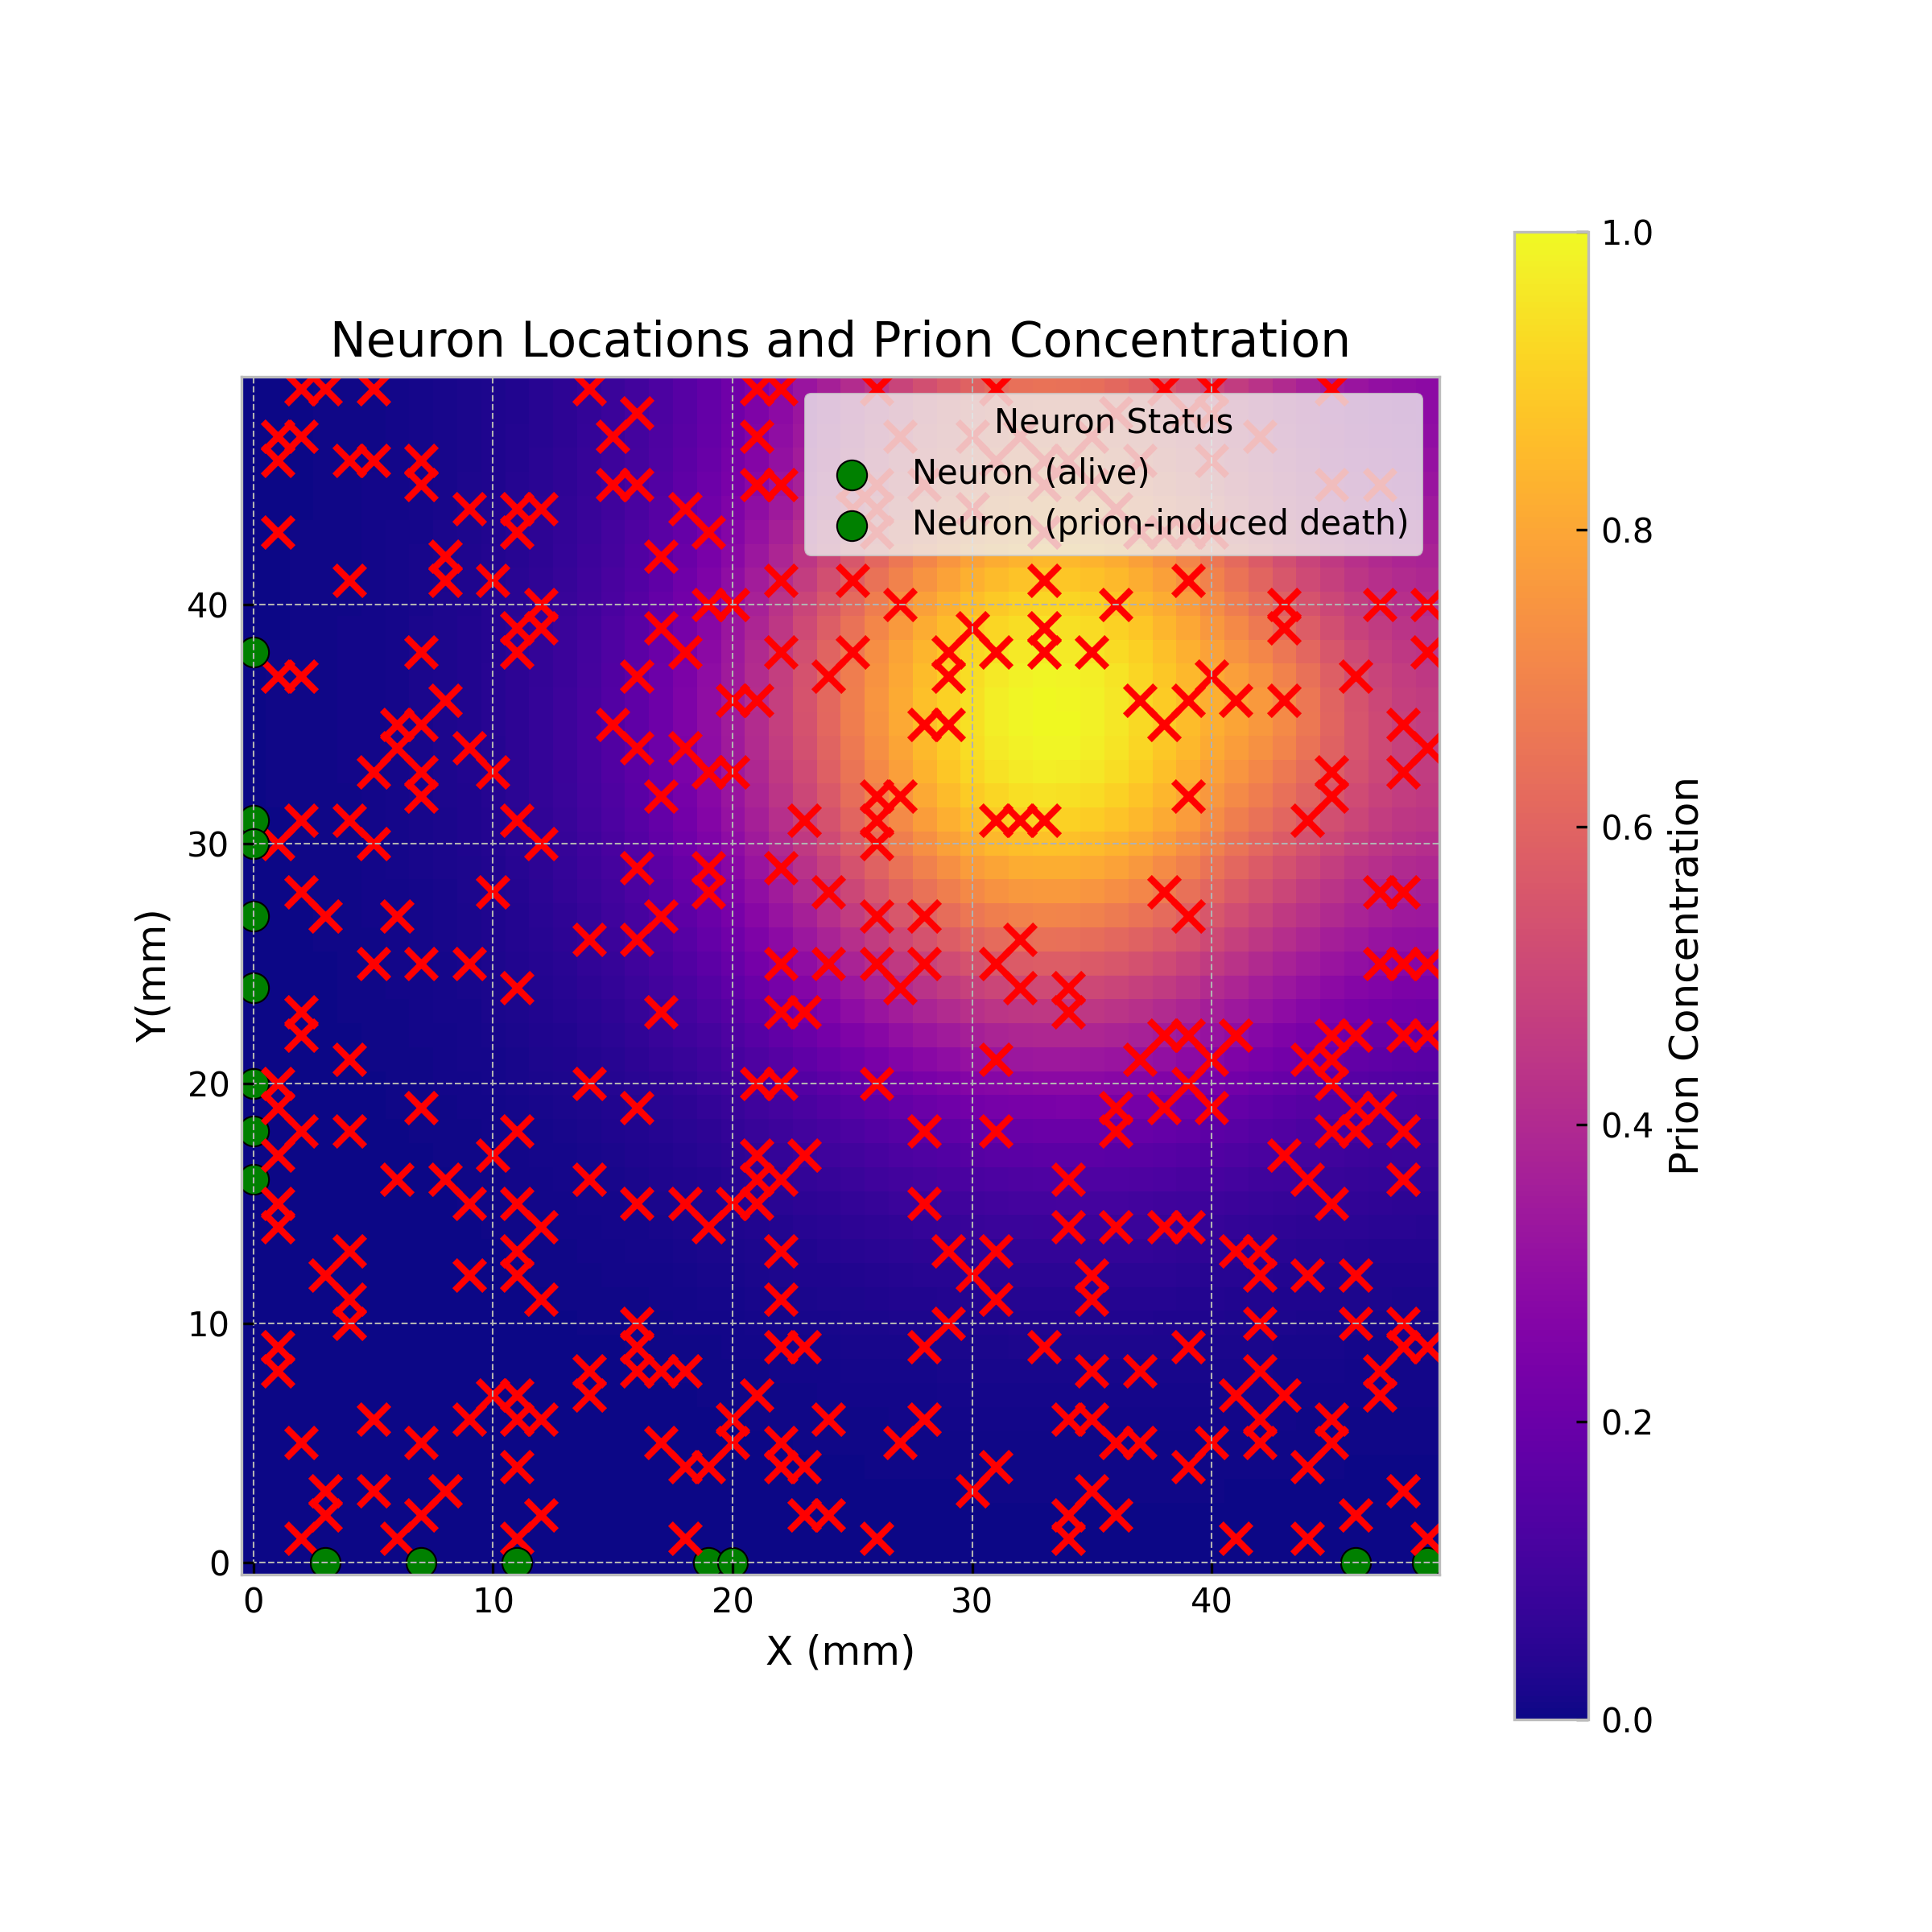 Neuron Locations and Prion Concentration
Neuron Status
Neuron (alive)
Neuron (prion-induced death)
Y(mm)
40
30
20
10
0
0 10 20 30 40
X (mm)
1.0
0.8
0.6
0.4
0.2
0.0
Prion Concentration